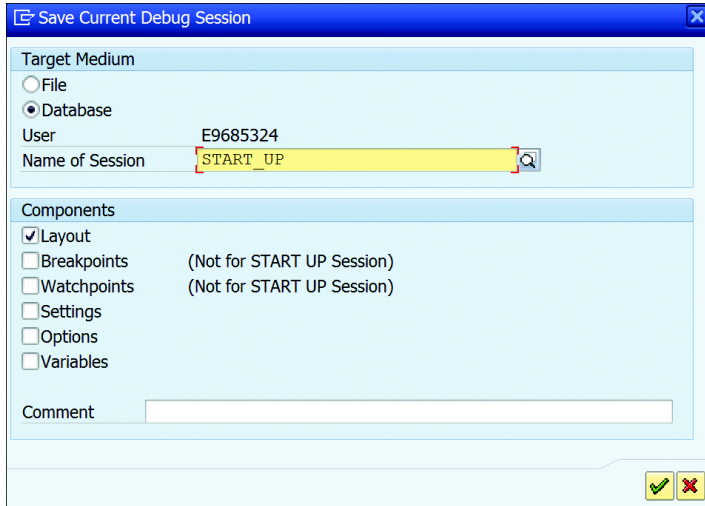 Save Current Debug Session
Target Medium
File
Database
User E9685324
Name of Session START_UP
Components
Layout
Breakpoints (Not for START UP Session)
Watchpoints (Not for START UP Session)
Settings
Options
Variables
Comment